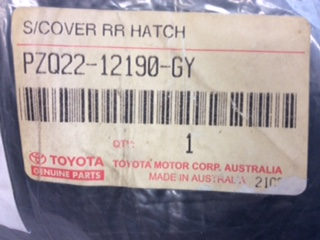 S/COVER RR HATCH
PZQ22-12190-GY
QTY: 1
TOYOTA
GENUINE PARTS
TOYOTA MOTOR CORP. AUSTRALIA
MADE IN AUSTRALIA